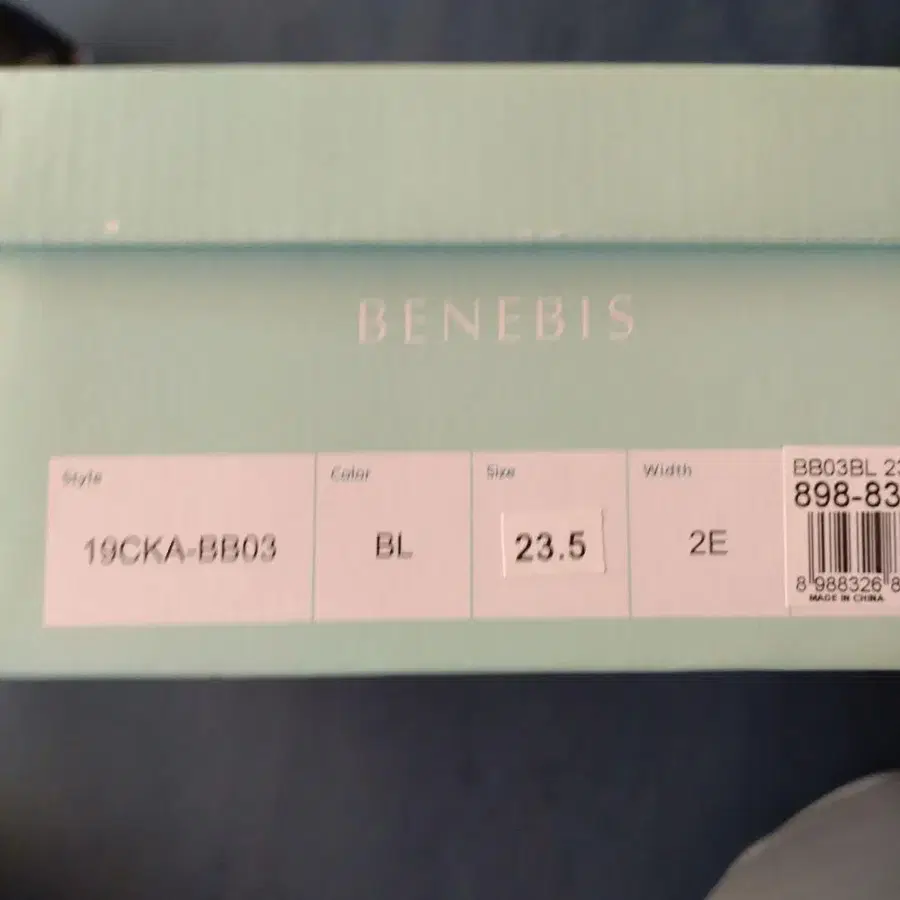 BENEBIS
Style
19CKA-BB03
Color
BL
Size
23.5
Width
2E
BB03BL 23
898-83
8 988326 8
MADE IN CHINA